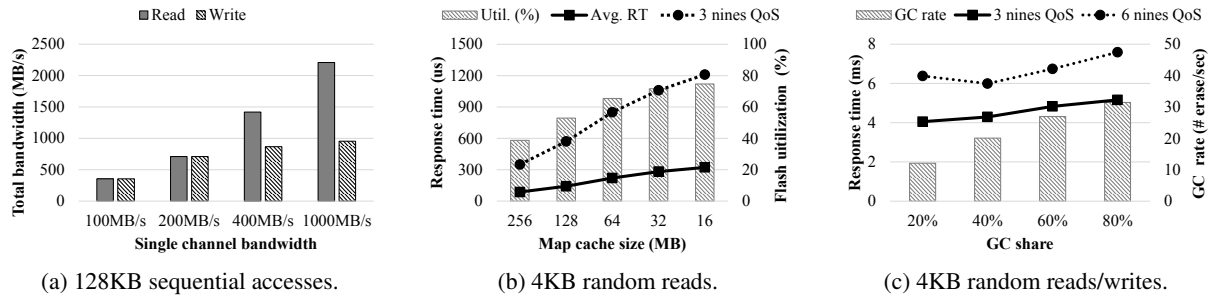 Read Write
Total bandwidth (MB/s)
2500
2000
1500
1000
500
0
100MB/s 200MB/s 400MB/s 1000MB/s
Single channel bandwidth
(a) 128KB sequential accesses.
Util. (%) Avg. RT 3 nines QoS
Response time (us)
1500
1200
900
600
300
0
100
80
60
40
20
0
Flash uitilization (%)
256 128 64 32 16
Map cache size (MB)
(b) 4KB random reads.
GC rate 3 nines QoS 6 nines QoS
Response time (ms)
8
6
4
2
0
50
40
30
20
10
0
GC rate (# erase/sec)
20% 40% 60% 80%
GC share
(c) 4KB random reads/writes.